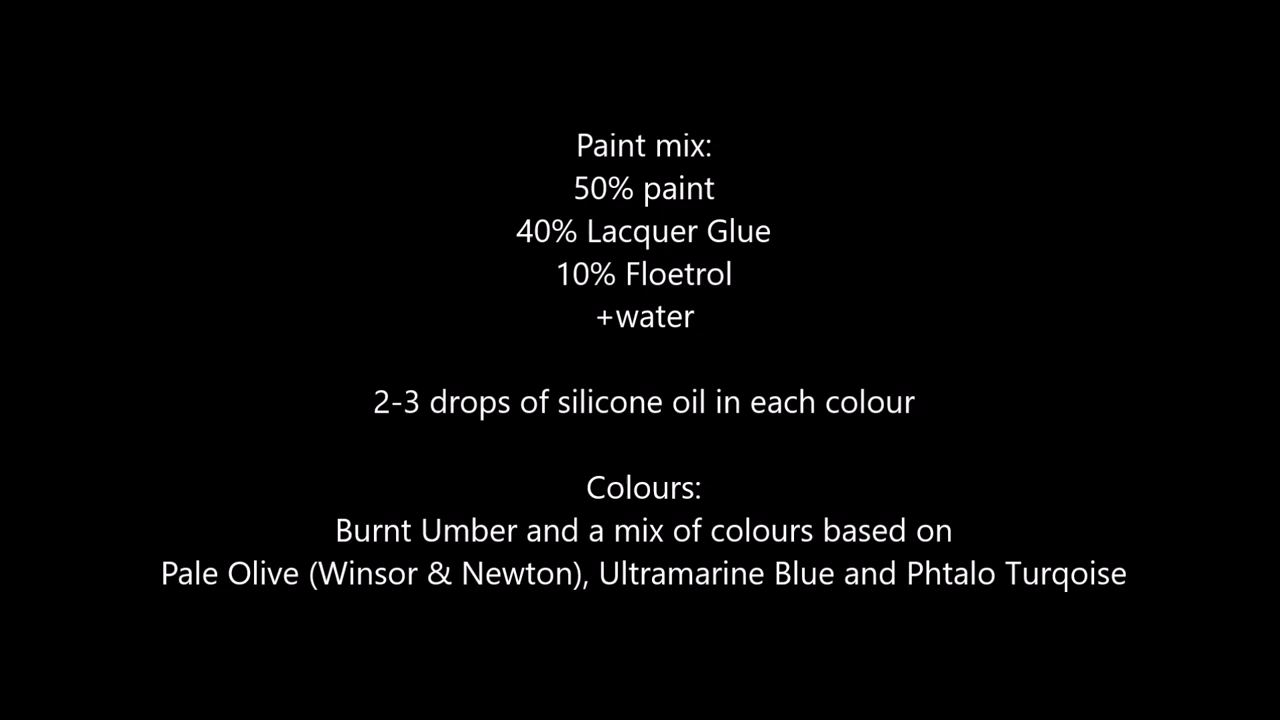 Paint mix:
50% paint
40% Lacquer Glue
10% Floetrol
+water
2-3 drops of silicone oil in each colour
Colours:
Burnt Umber and a mix of colours based on
Pale Olive (Winsor & Newton), Ultramarine Blue and Phtalo Turqoise